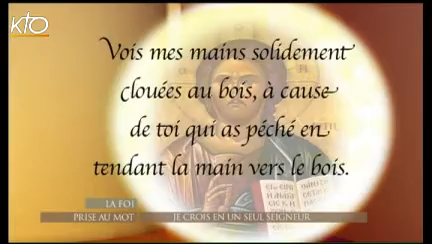 kto
Vois mes mains solidement
clouées au bois, à cause
de toi qui as péché en
tendant la main vers le bois.
LA FOI
PRISE AU MOT
JE CROIS EN UN SEUL SEIGNEUR